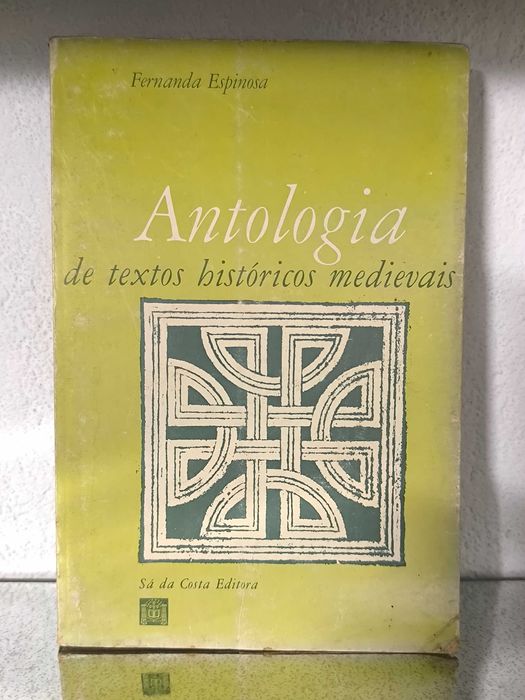 Fernanda Espinosa
Antologia
de textos históricos medievais
Sá da Costa Editora